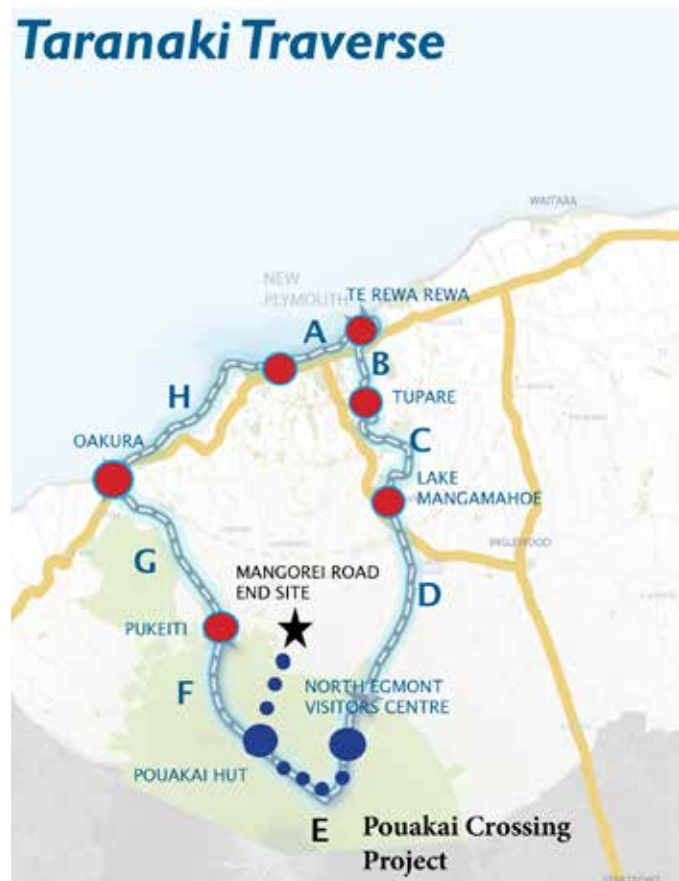 Taranaki Traverse
WAITARA
NEW
PLYMOUTH
TE REWA REWA
A
B
H
TUPARE
C
OAKURA
LAKE
MANGAMAHOE
INGLEWOOD
G
MANGOREI ROAD
END SITE
D
PUKEITI
F
NORTH EGMONT
VISITORS CENTRE
POUAKAI HUT
E
Pouakai Crossing
Project